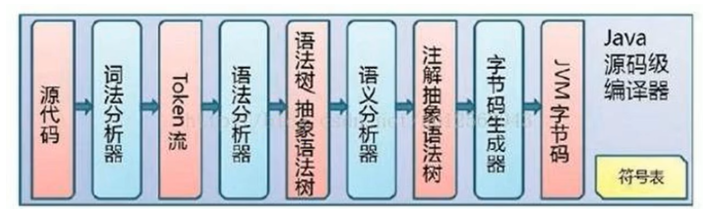 源代码
词法分析器
Token流
语法分析器
语法树/抽象语法树
语义分析器
注解抽象语法树
字节码生成器
JVM字节码
Java
源码级
编译器
符号表